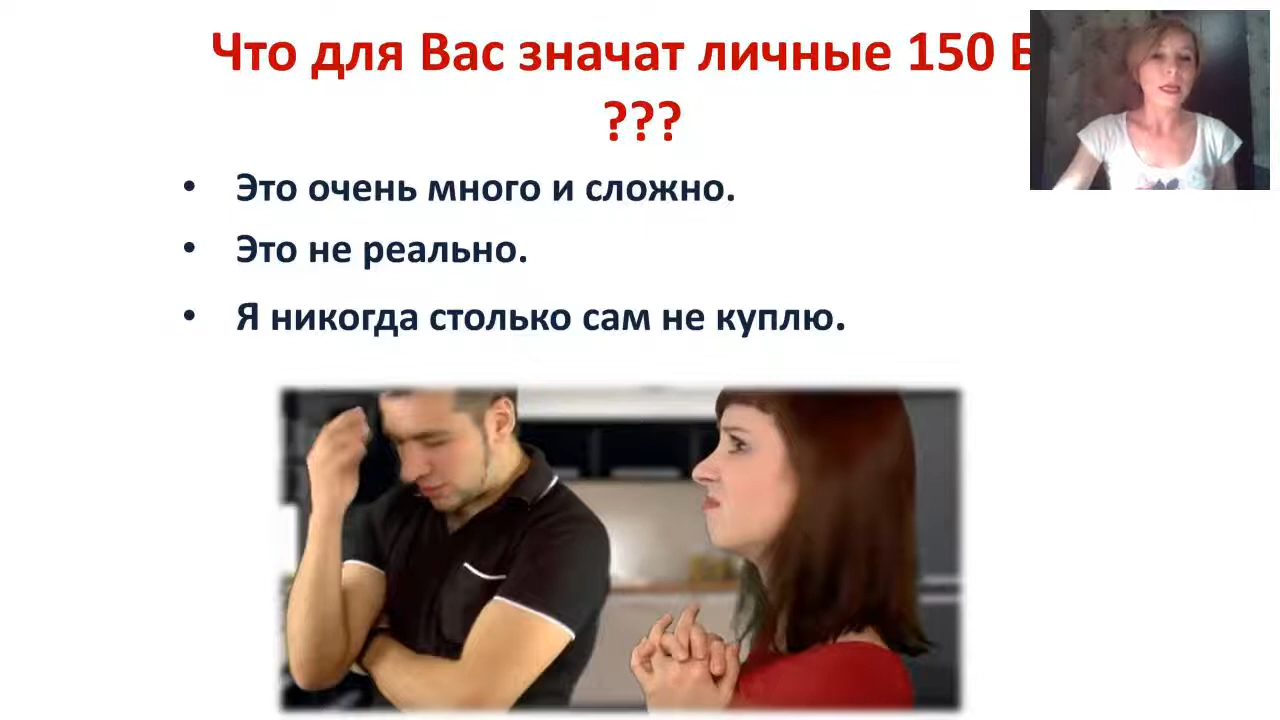 Что для Вас значат личные 150 Б
???
• Это очень много и сложно.
• Это не реально.
• Я никогда столько сам не куплю.